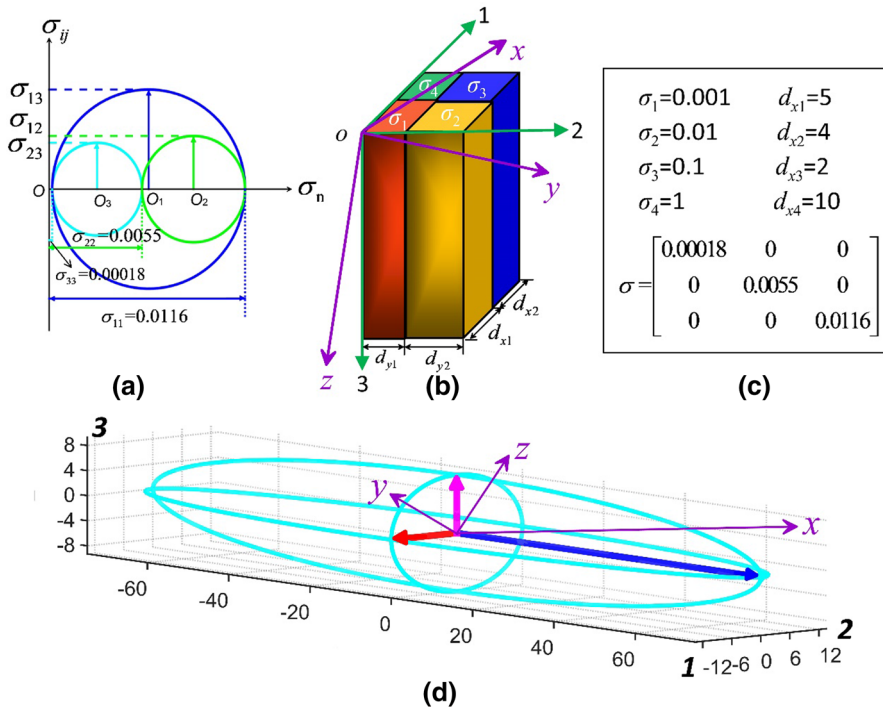 σij
σ13
σ12
σ23
O
O3
O1
O2
σn
σ22=0.0055
σ33=0.00018
σ11=0.0116
(a)
1
x
σ4
σ3
σ1
σ2
o
2
y
dx2
dx1
dy1
dy2
z
3
(b)
σ1=0.001 dx1=5
σ2=0.01 dx2=4
σ3=0.1 dx3=2
σ4=1 dx4=10
0.00018 0 0
σ= 0 0.0055 0
0 0 0.0116
(c)
3
8
4
0
-4
-8
z
y
x
-60
-40
-20
0
20
40
60
1
-12 -6 0 6 12
2
(d)